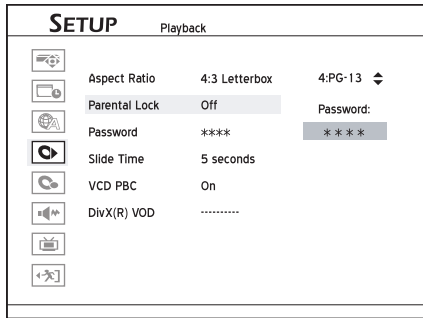 SETUP Playback
Aspect Ratio 4:3 Letterbox 4:PG-13
Parental Lock Off Password:
Password **** ****
Slide Time 5 seconds
VCD PBC On
DivX(R) VOD ----------